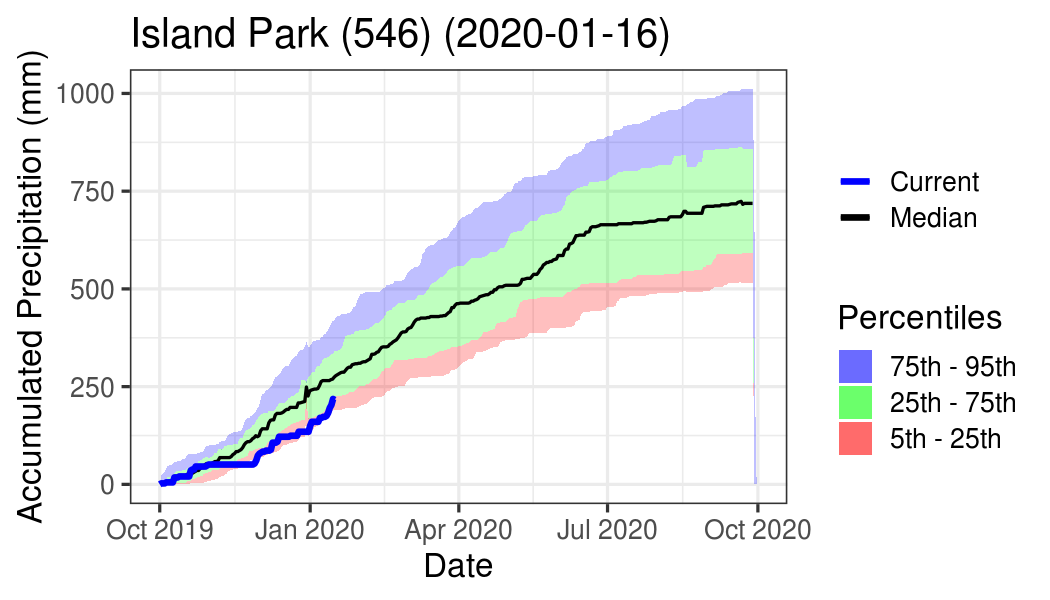 Island Park (546) (2020-01-16)
Accumulated Precipitation (mm)
1000
750
500
250
0
Oct 2019
Jan 2020
Apr 2020
Jul 2020
Oct 2020
Date
Current
Median
Percentiles
75th - 95th
25th - 75th
5th - 25th